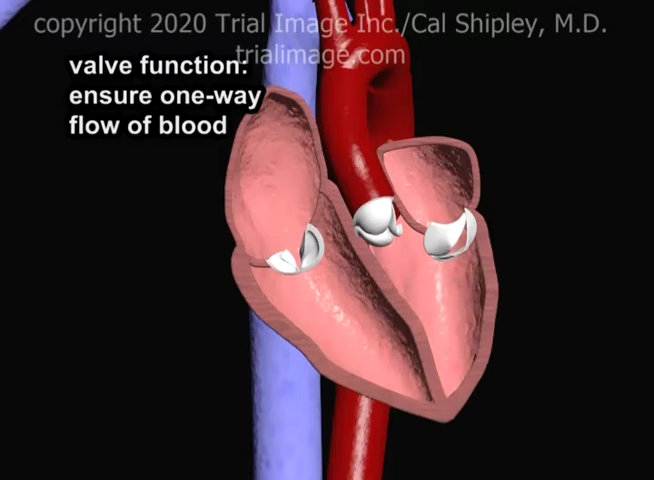 copyright 2020 Trial Image Inc./Cal Shipley, M.D.
trialimage.com
valve function:
ensure one-way
flow of blood